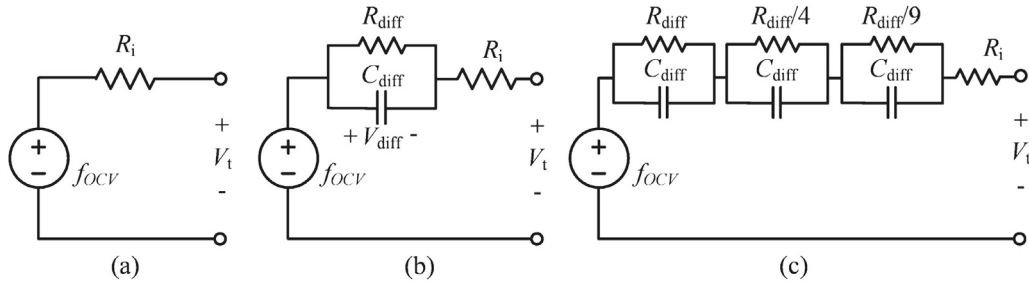 R_i
+
−
f_OCV
+
V_t
-
(a)
R_diff
C_diff
+ V_diff -
R_i
+
−
f_OCV
+
V_t
-
(b)
R_diff
R_diff/4
R_diff/9
C_diff
C_diff
C_diff
R_i
+
−
f_OCV
+
V_t
-
(c)